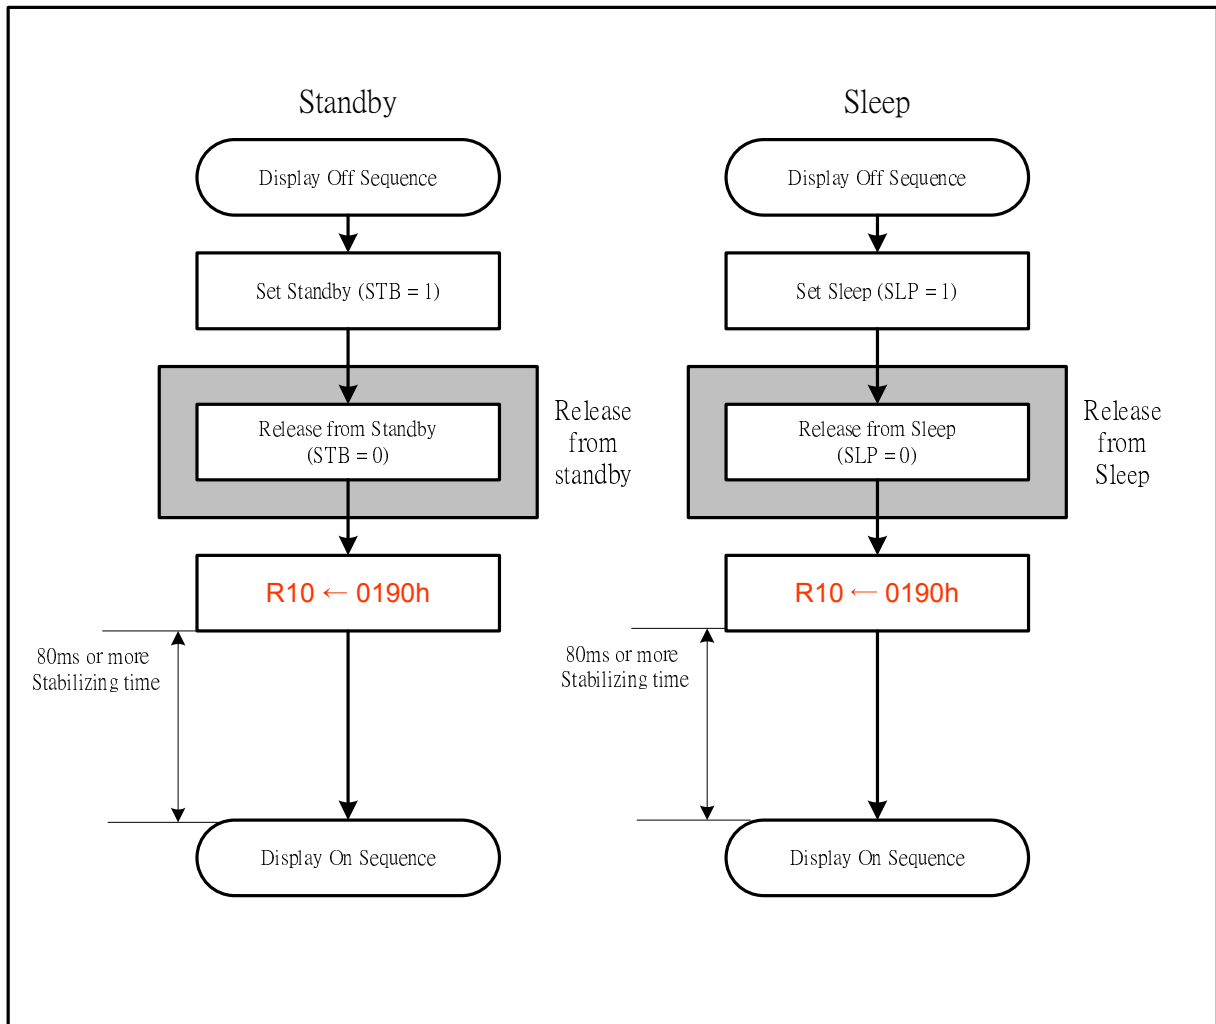 Standby
Display Off Sequence
Set Standby (STB = 1)
Release from Standby
(STB = 0)
Release
from
standby
R10 ← 0190h
80ms or more
Stabilizing time
Display On Sequence
Sleep
Display Off Sequence
Set Sleep (SLP = 1)
Release from Sleep
(SLP = 0)
Release
from
Sleep
R10 ← 0190h
80ms or more
Stabilizing time
Display On Sequence